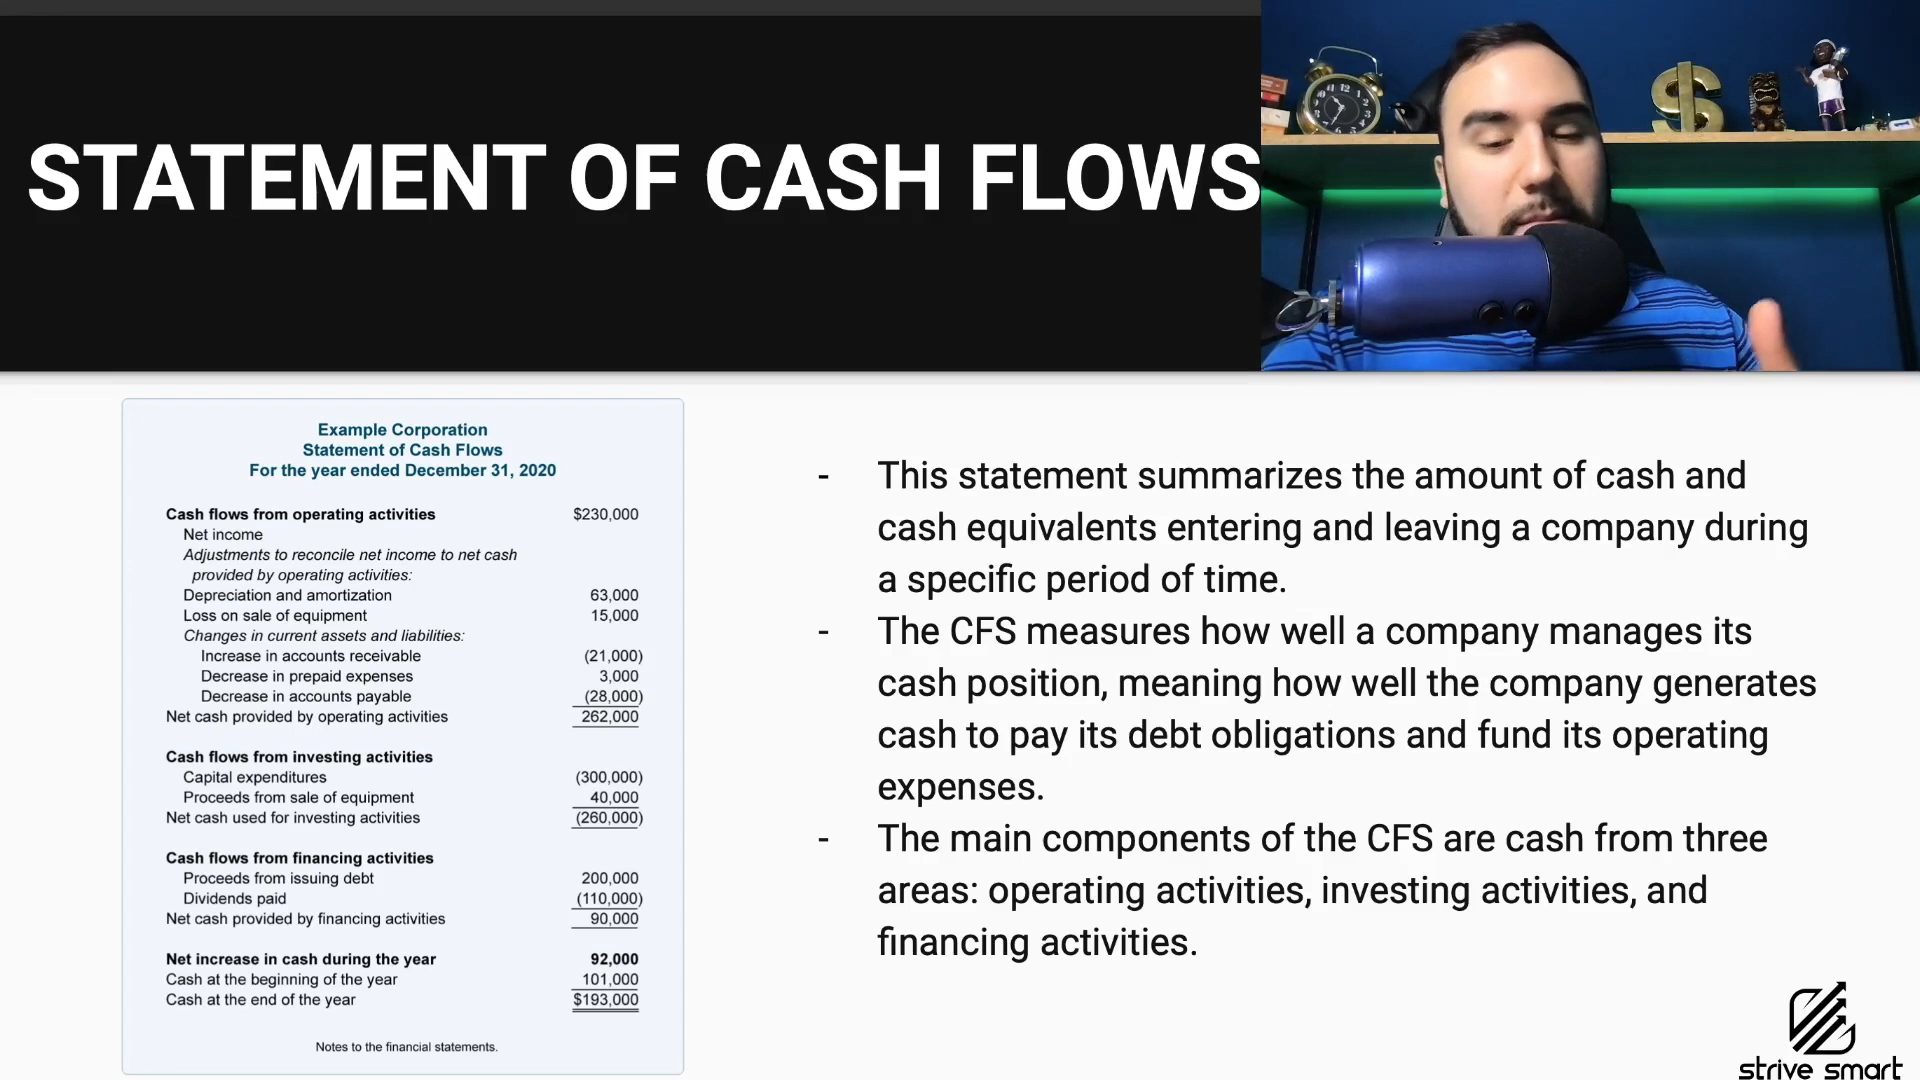 STATEMENT OF CASH FLOWS
Example Corporation
Statement of Cash Flows
For the year ended December 31, 2020
Cash flows from operating activities $230,000
Net income
Adjustments to reconcile net income to net cash
provided by operating activities:
Depreciation and amortization 63,000
Loss on sale of equipment 15,000
Changes in current assets and liabilities:
Increase in accounts receivable (21,000)
Decrease in prepaid expenses 3,000
Decrease in accounts payable (28,000)
Net cash provided by operating activities 262,000
Cash flows from investing activities
Capital expenditures (300,000)
Proceeds from sale of equipment 40,000
Net cash used for investing activities (260,000)
Cash flows from financing activities
Proceeds from issuing debt 200,000
Dividends paid (110,000)
Net cash provided by financing activities 90,000
Net increase in cash during the year 92,000
Cash at the beginning of the year 101,000
Cash at the end of the year $193,000
Notes to the financial statements.
- This statement summarizes the amount of cash and
cash equivalents entering and leaving a company during
a specific period of time.
- The CFS measures how well a company manages its
cash position, meaning how well the company generates
cash to pay its debt obligations and fund its operating
expenses.
- The main components of the CFS are cash from three
areas: operating activities, investing activities, and
financing activities.
strive smart